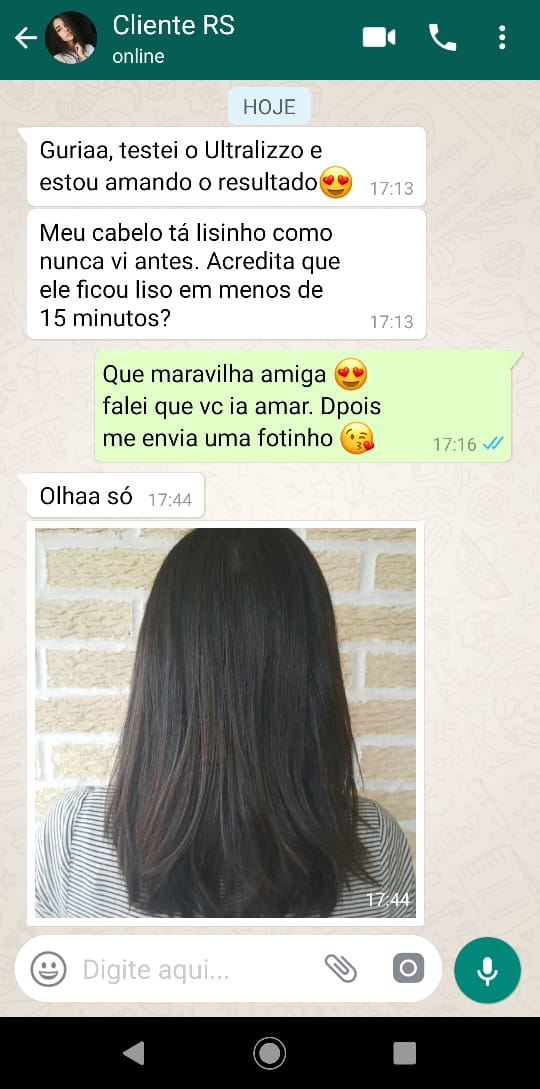 Cliente RS
online
HOJE
Guriaa, testei o Ultralizzo e
estou amando o resultado😍 17:13
Meu cabelo tá lisinho como
nunca vi antes. Acredita que
ele ficou liso em menos de
15 minutos? 17:13
Que maravilha amiga 😍
falei que vc ia amar. Dpois
me envia uma fotinho 😘 17:16
Olhaa só 17:44
17:44
Digite aqui...